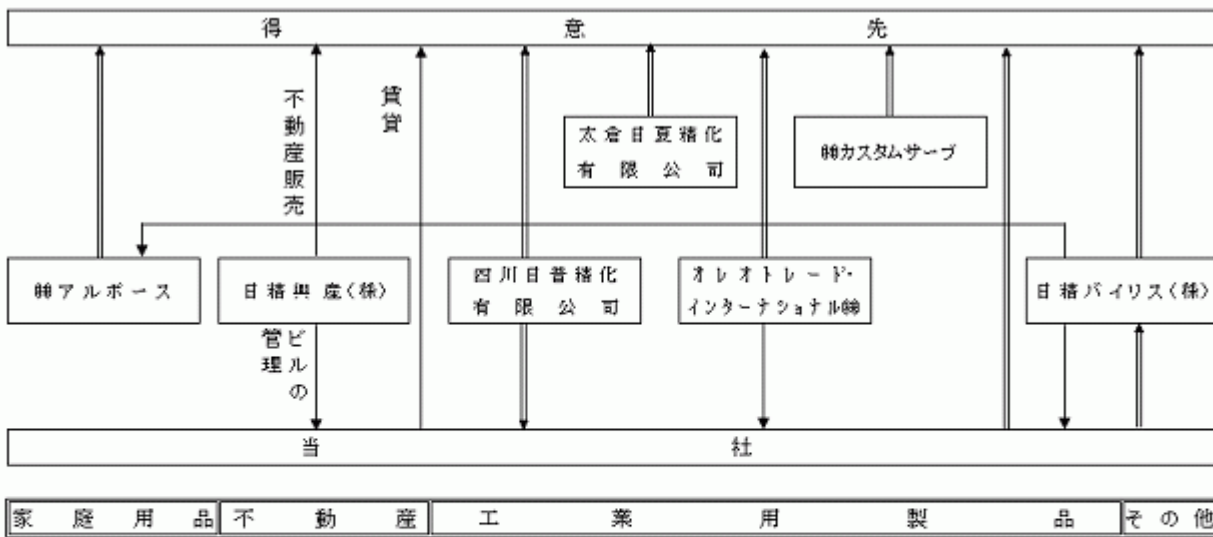 得意先
不動産販売
賃貸
太倉日夏精化
有限公司
㈱カスタムサーブ
㈱アルボース
日精興産(株)
四川日普精化
有限公司
オレオトレード・
インターナショナル㈱
日精バイリス(株)
ビルの
管理
当社
家庭用品
不動産
工業用製品
その他